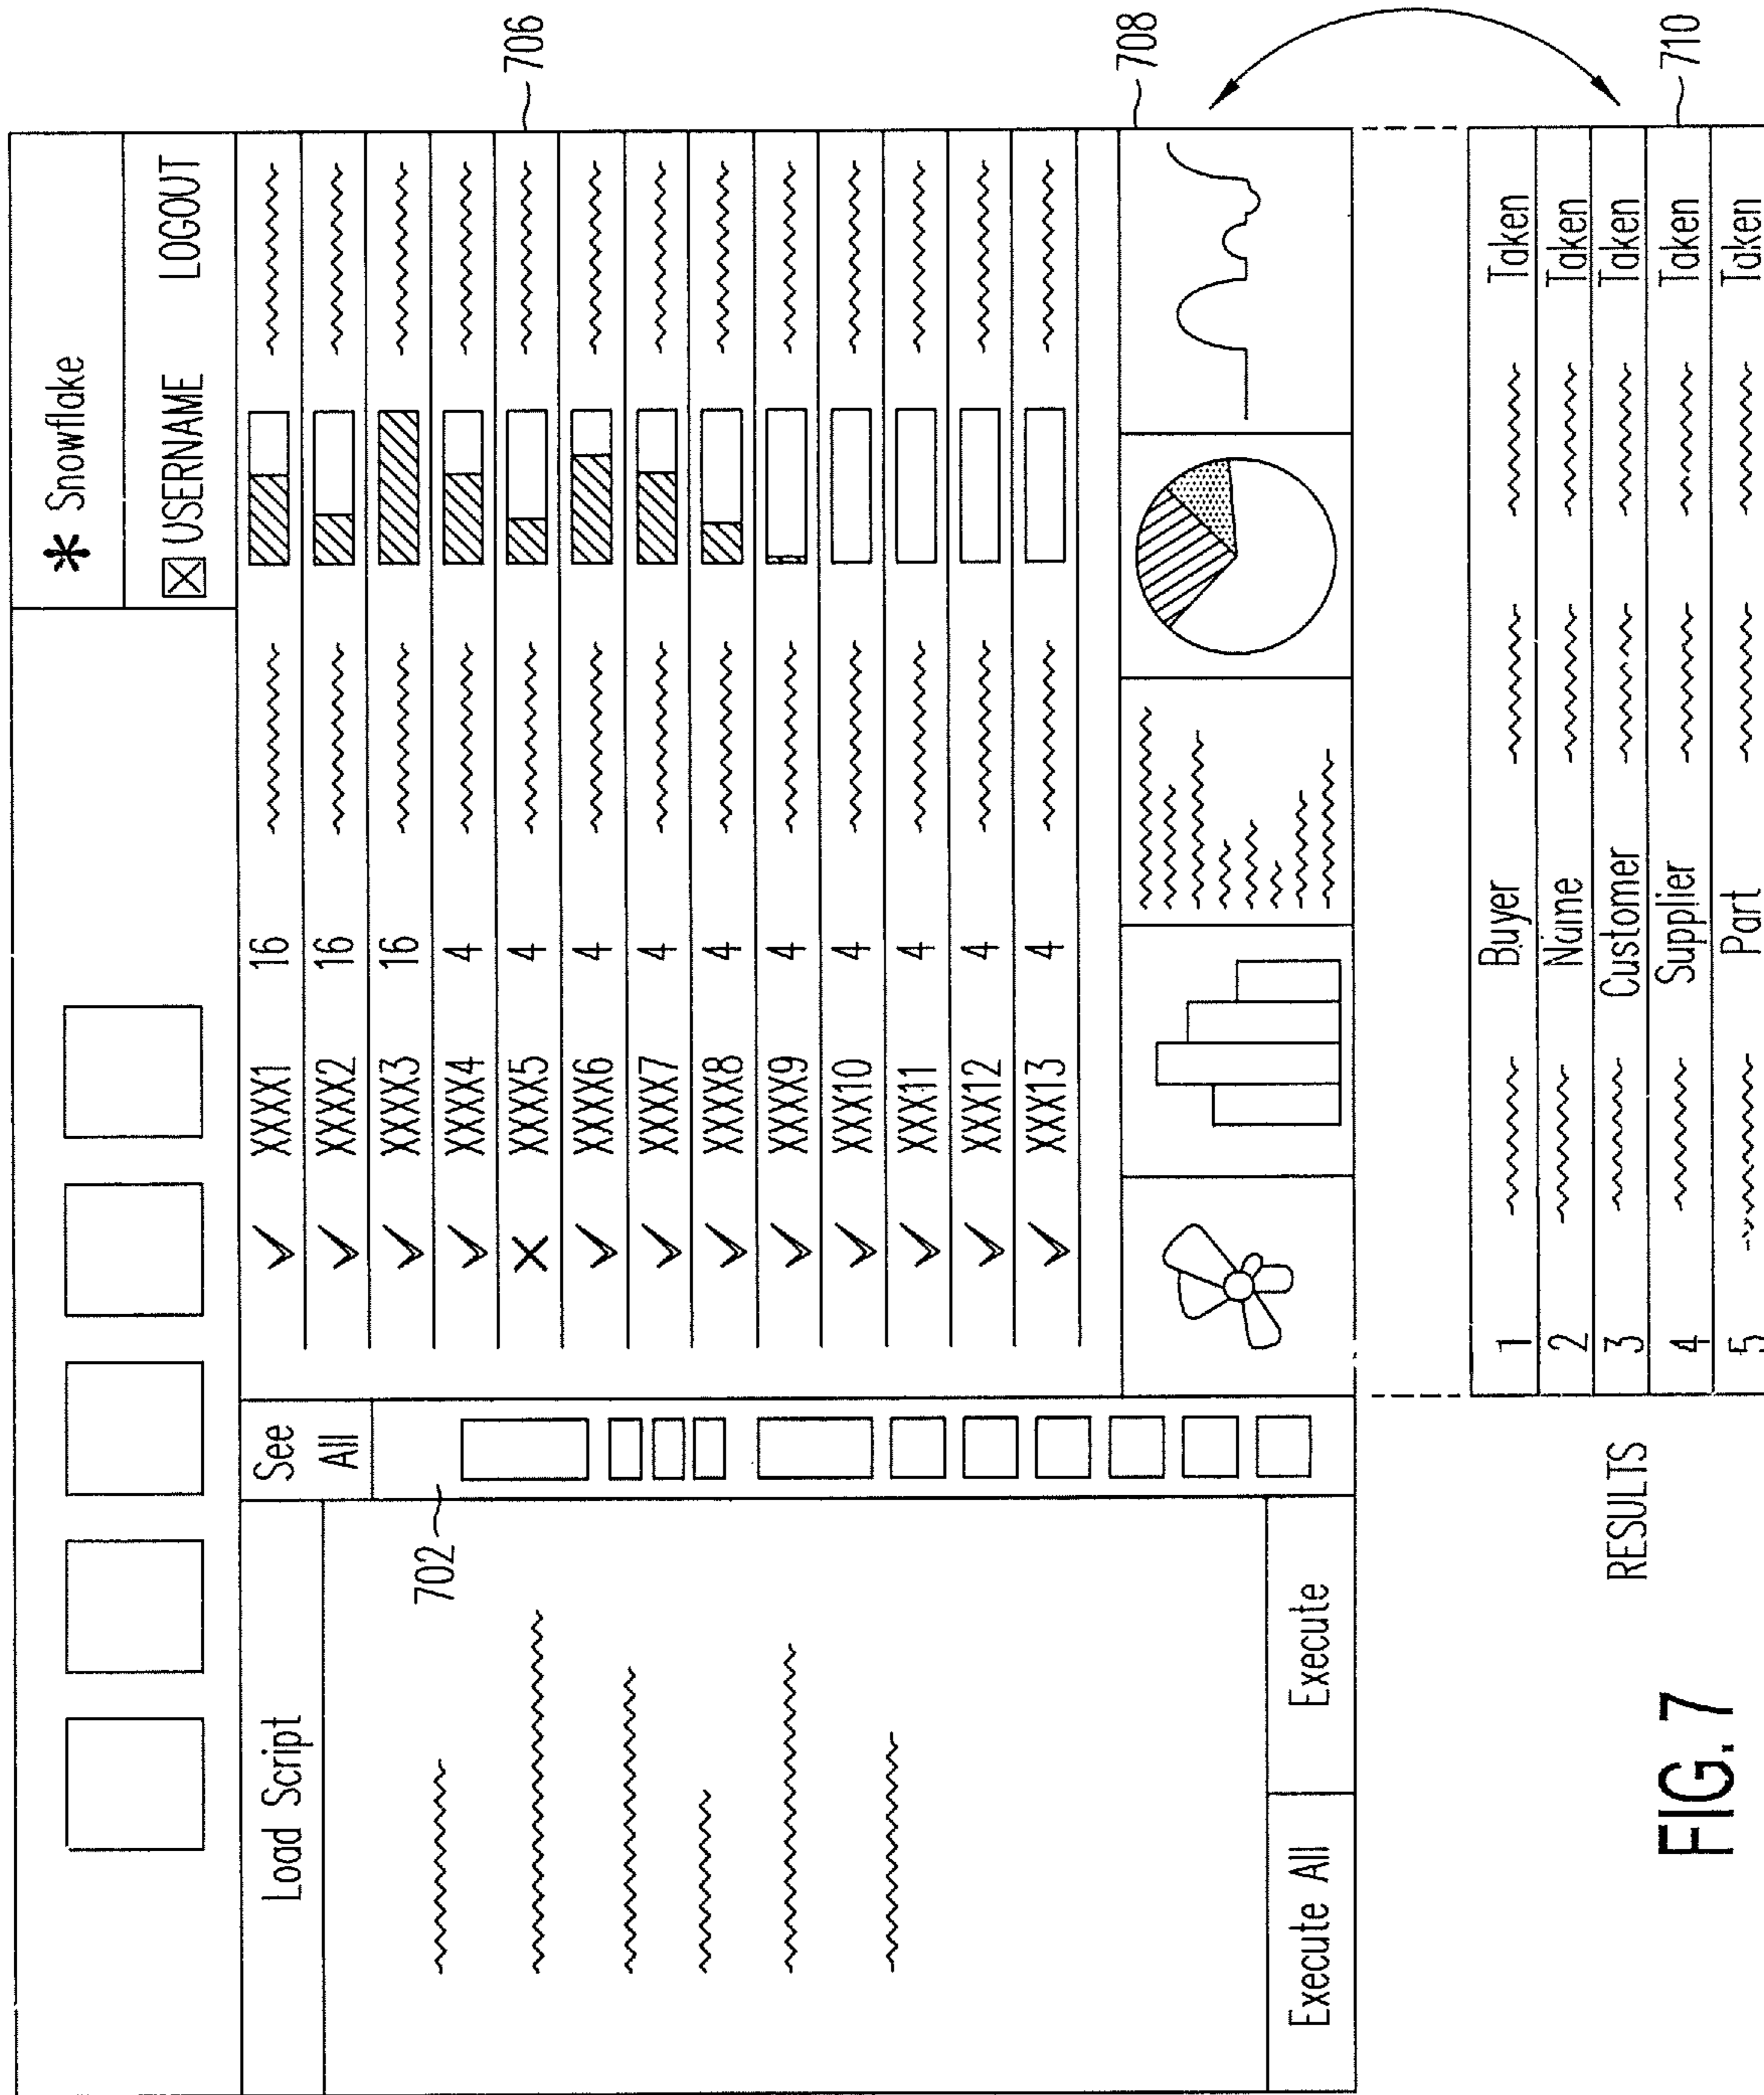 * Snowflake
USERNAME LOGOUT
Load Script
See
All
702
XXXX1 16
XXXX2 16
XXXX3 16
XXXX4 4
XXXX5 4
XXXX6 4
XXXX7 4
XXXX8 4
XXXX9 4
XXX10 4
XXX11 4
XXX12 4
XXX13 4
706
Execute All Execute
708
RESULTS
1 Buyer Taken
2 Name Taken
3 Customer Taken
4 Supplier Taken
5 Part Taken
710
FIG. 7